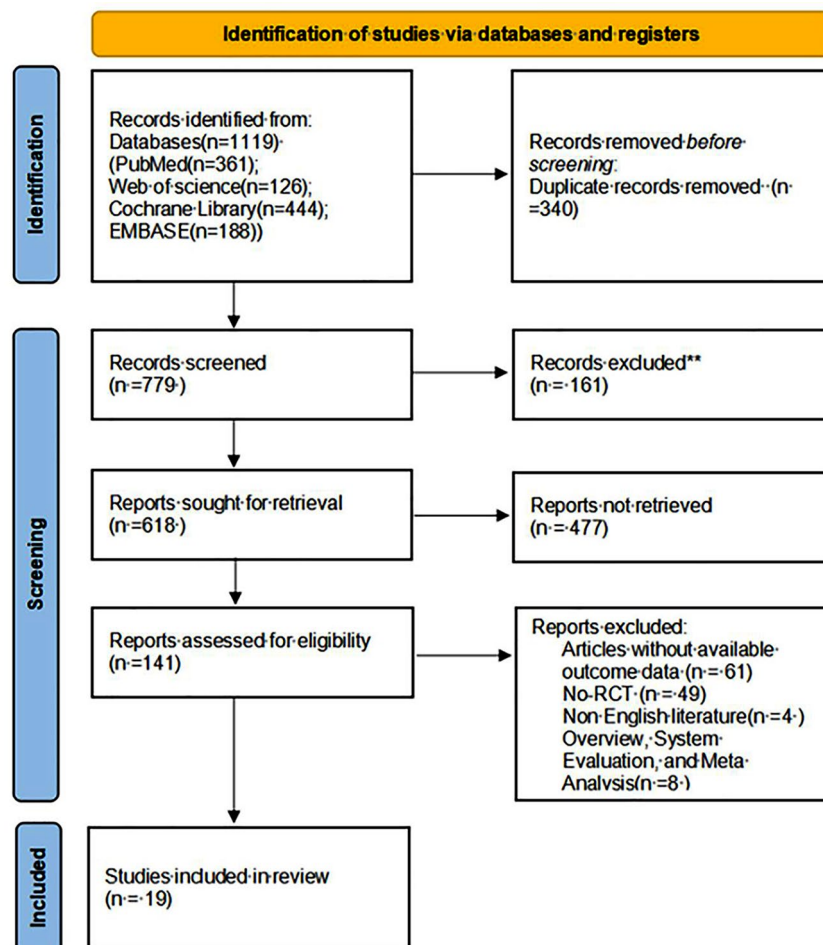 Identification·of·studies·via·databases·and·registers
Identification
Records·identified·from:
Databases(n=1119)·
(PubMed(n=361);
Web·of·science(n=126);
Cochrane·Library(n=444);
EMBASE(n=188))
Records·removed·before·
screening:
Duplicate·records·removed··(n·
=340)
Screening
Records·screened
(n·=779·)
Records·excluded**
(n·=·161)
Reports·sought·for·retrieval
(n·=618·)
Reports·not·retrieved
(n·=·477)
Reports·assessed·for·eligibility
(n·=141)
Reports·excluded:
Articles·without·available·
outcome·data·(n·=·61)
No-RCT·(n·=·49)
Non·English·literature(n·=4·)
Overview,·System·
Evaluation,·and·Meta·
Analysis(n·=8·)
Included
Studies·included·in·review
(n·=·19)